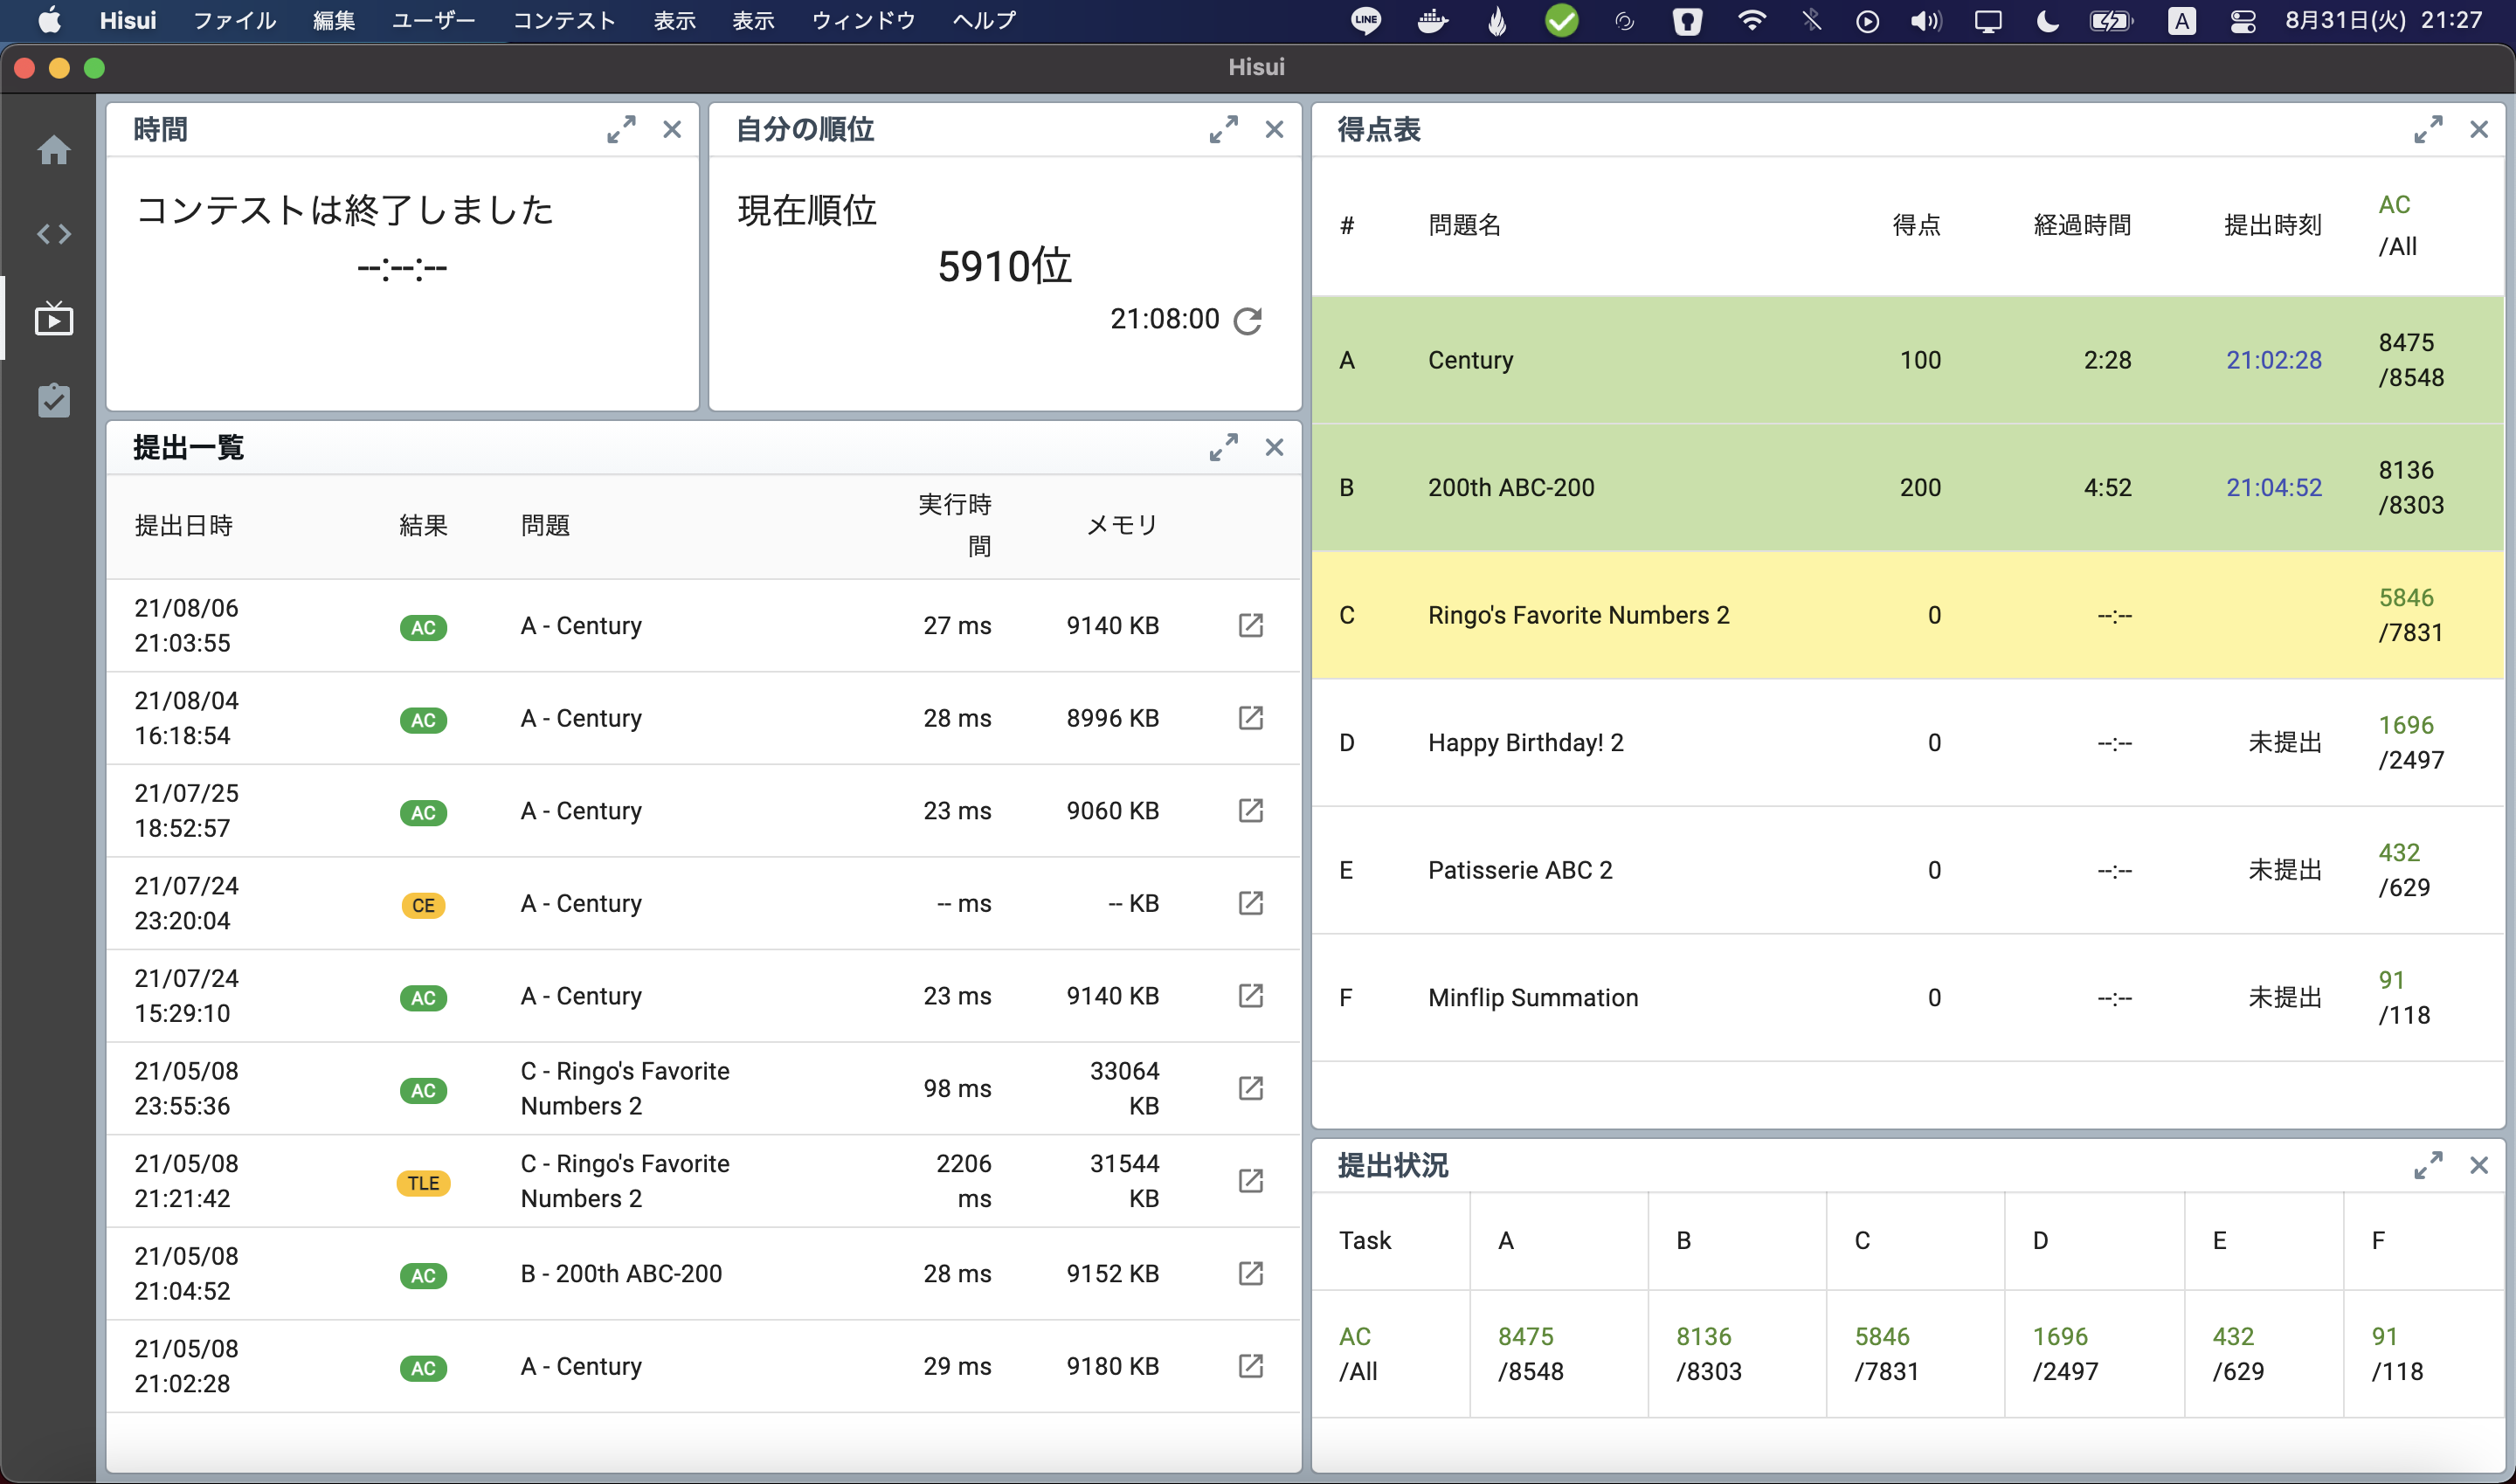 Hisui ファイル 編集 ユーザー コンテスト 表示 表示 ウィンドウ ヘルプ LINE A 8月31日(火) 21:27
Hisui
時間
コンテストは終了しました
--:--:--
自分の順位
現在順位
5910位
21:08:00
提出一覧
提出日時 結果 問題 実行時 メモリ
間
21/08/06
21:03:55 AC A - Century 27 ms 9140 KB
21/08/04
16:18:54 AC A - Century 28 ms 8996 KB
21/07/25
18:52:57 AC A - Century 23 ms 9060 KB
21/07/24
23:20:04 CE A - Century -- ms -- KB
21/07/24
15:29:10 AC A - Century 23 ms 9140 KB
21/05/08 C - Ringo's Favorite 33064
23:55:36 AC Numbers 2 98 ms KB
21/05/08 C - Ringo's Favorite 2206 31544
21:21:42 TLE Numbers 2 ms KB
21/05/08
21:04:52 AC B - 200th ABC-200 28 ms 9152 KB
21/05/08
21:02:28 AC A - Century 29 ms 9180 KB
得点表
# 問題名 得点 経過時間 提出時刻 AC
/All
A Century 100 2:28 21:02:28 8475
/8548
B 200th ABC-200 200 4:52 21:04:52 8136
/8303
C Ringo's Favorite Numbers 2 0 --:-- 5846
/7831
D Happy Birthday! 2 0 --:-- 未提出 1696
/2497
E Patisserie ABC 2 0 --:-- 未提出 432
/629
F Minflip Summation 0 --:-- 未提出 91
/118
提出状況
Task A B C D E F
AC 8475 8136 5846 1696 432 91
/All /8548 /8303 /7831 /2497 /629 /118